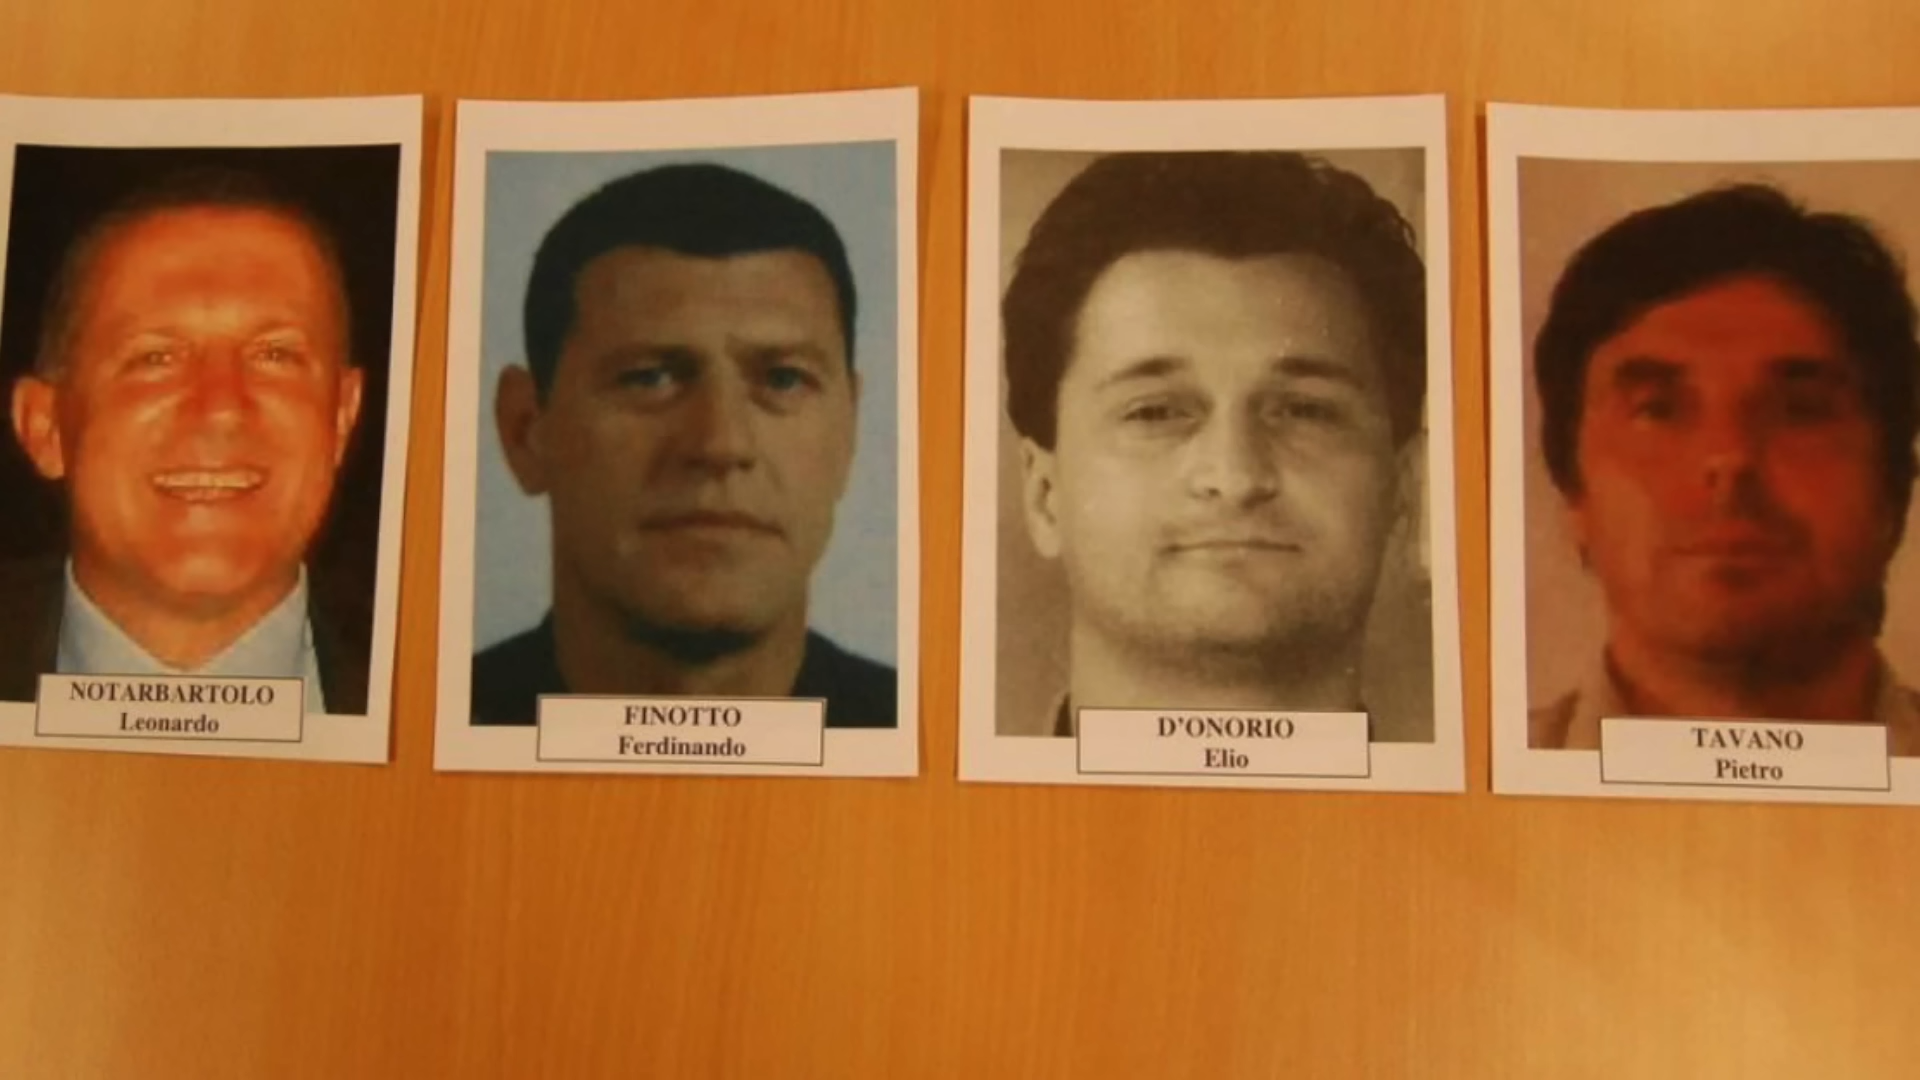 NOTARBARTOLO
Leonardo
FINOTTO
Ferdinando
D'ONORIO
Elio
TAVANO
Pietro